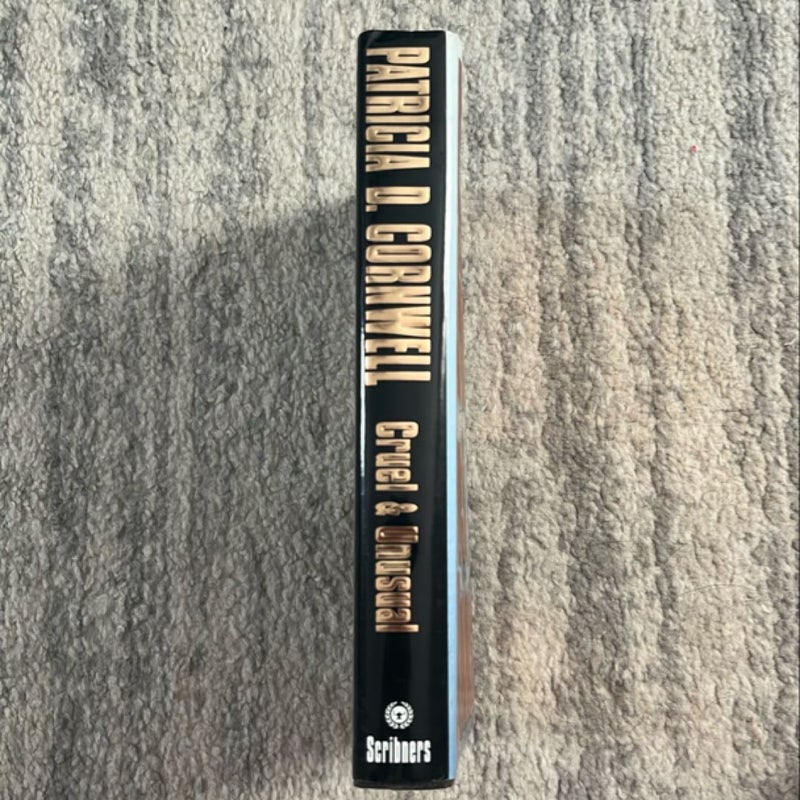 PATRICIA D. CORNWELL
Cruel & Unusual
Scribners